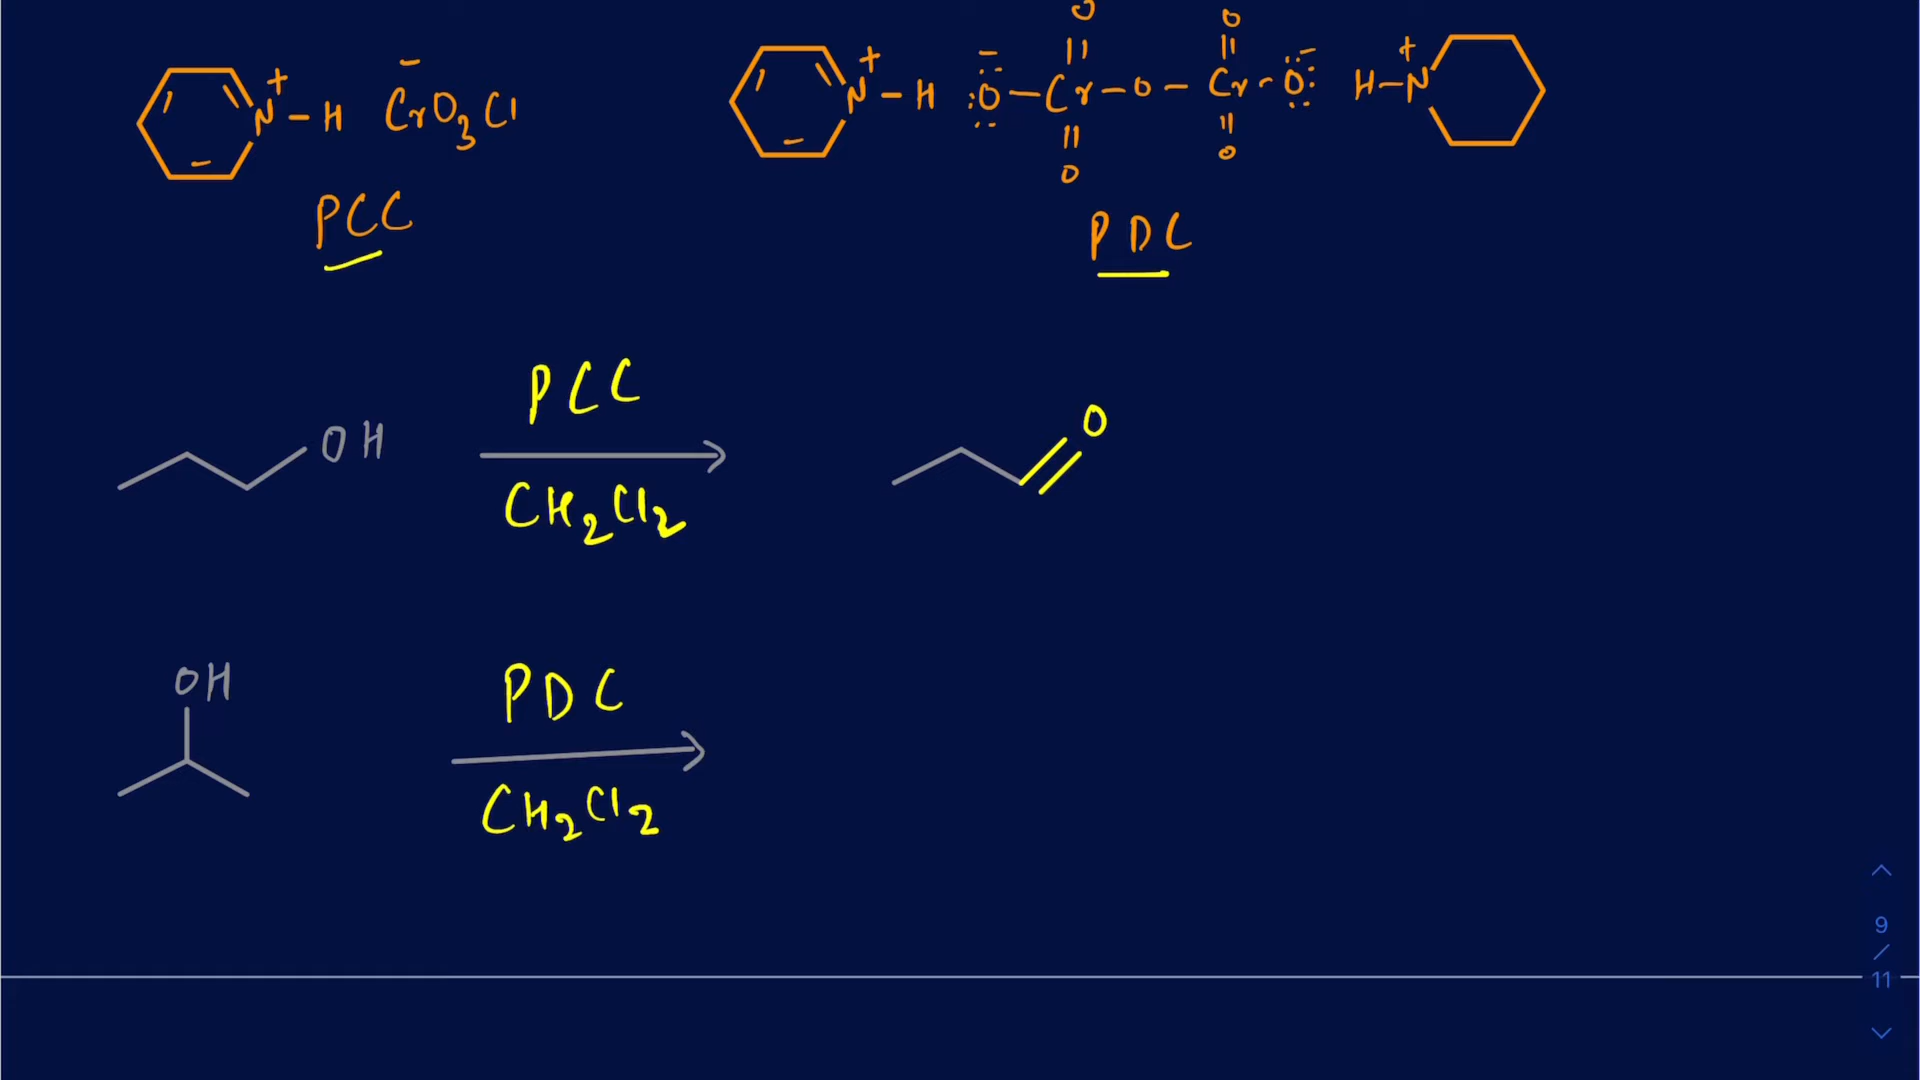 O O
N⁺–H CrO₃Cl⁻ N⁺–H ⁻:O–Cr–O–Cr–O:⁻ H–N⁺
O O
PCC PDC
PCC
OH O
CH₂Cl₂
OH PDC
CH₂Cl₂
9
/
11